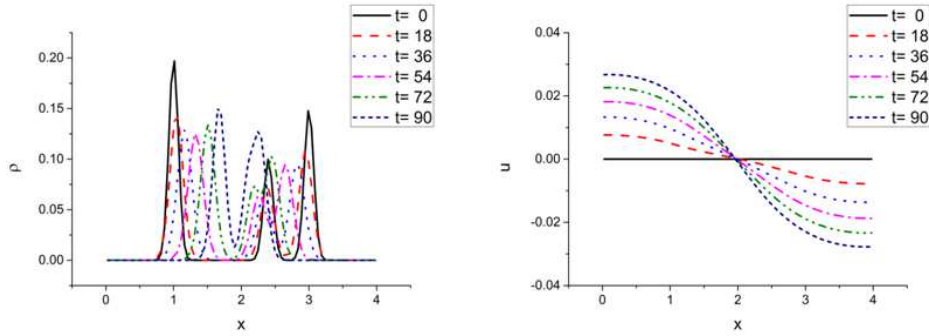 t= 0
t= 18
t= 36
t= 54
t= 72
t= 90
0.20
0.15
0.10
0.05
0.00
ρ
0 1 2 3 4
x
t= 0
t= 18
t= 36
t= 54
t= 72
t= 90
0.04
0.02
0.00
-0.02
-0.04
u
0 1 2 3 4
x